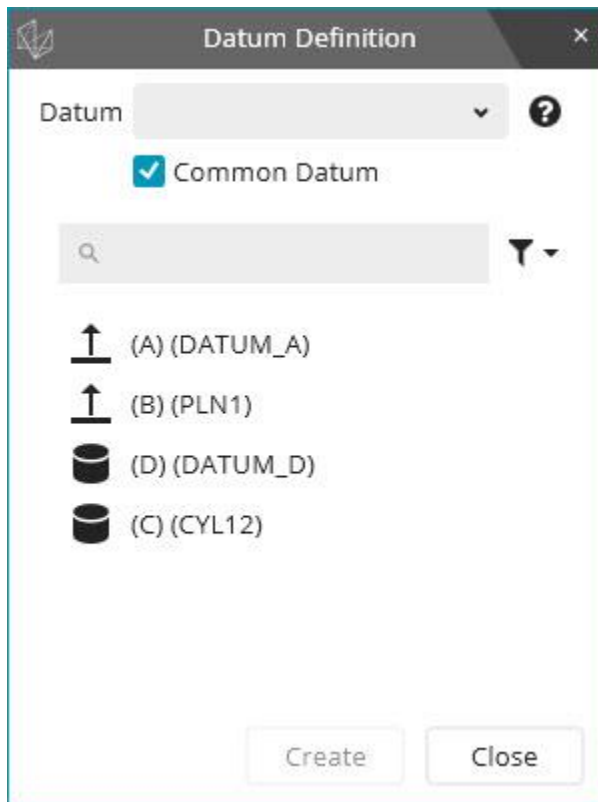 Datum Definition
Datum
Common Datum
(A) (DATUM_A)
(B) (PLN1)
(D) (DATUM_D)
(C) (CYL12)
Create Close